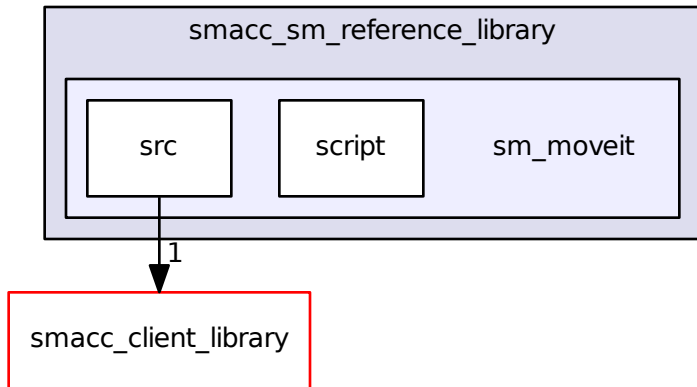 smacc_sm_reference_library
src
script
sm_moveit
1
smacc_client_library